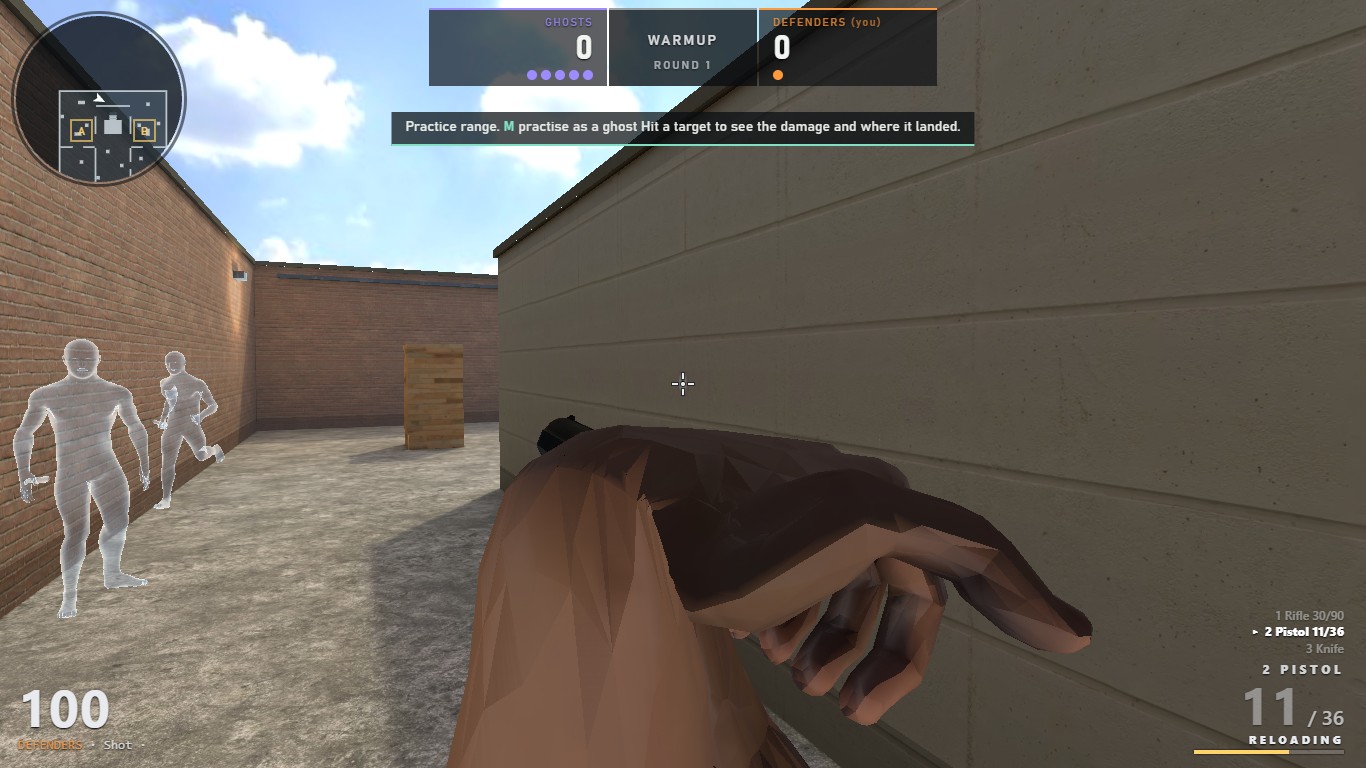 GHOSTS
0
WARMUP
ROUND 1
DEFENDERS (you)
0
Practice range. M practise as a ghost Hit a target to see the damage and where it landed.
A
B
1 Rifle 30/90
▸ 2 Pistol 11/36
3 Knife
2 PISTOL
11 / 36
RELOADING
100
DEFENDERS · Shot ·